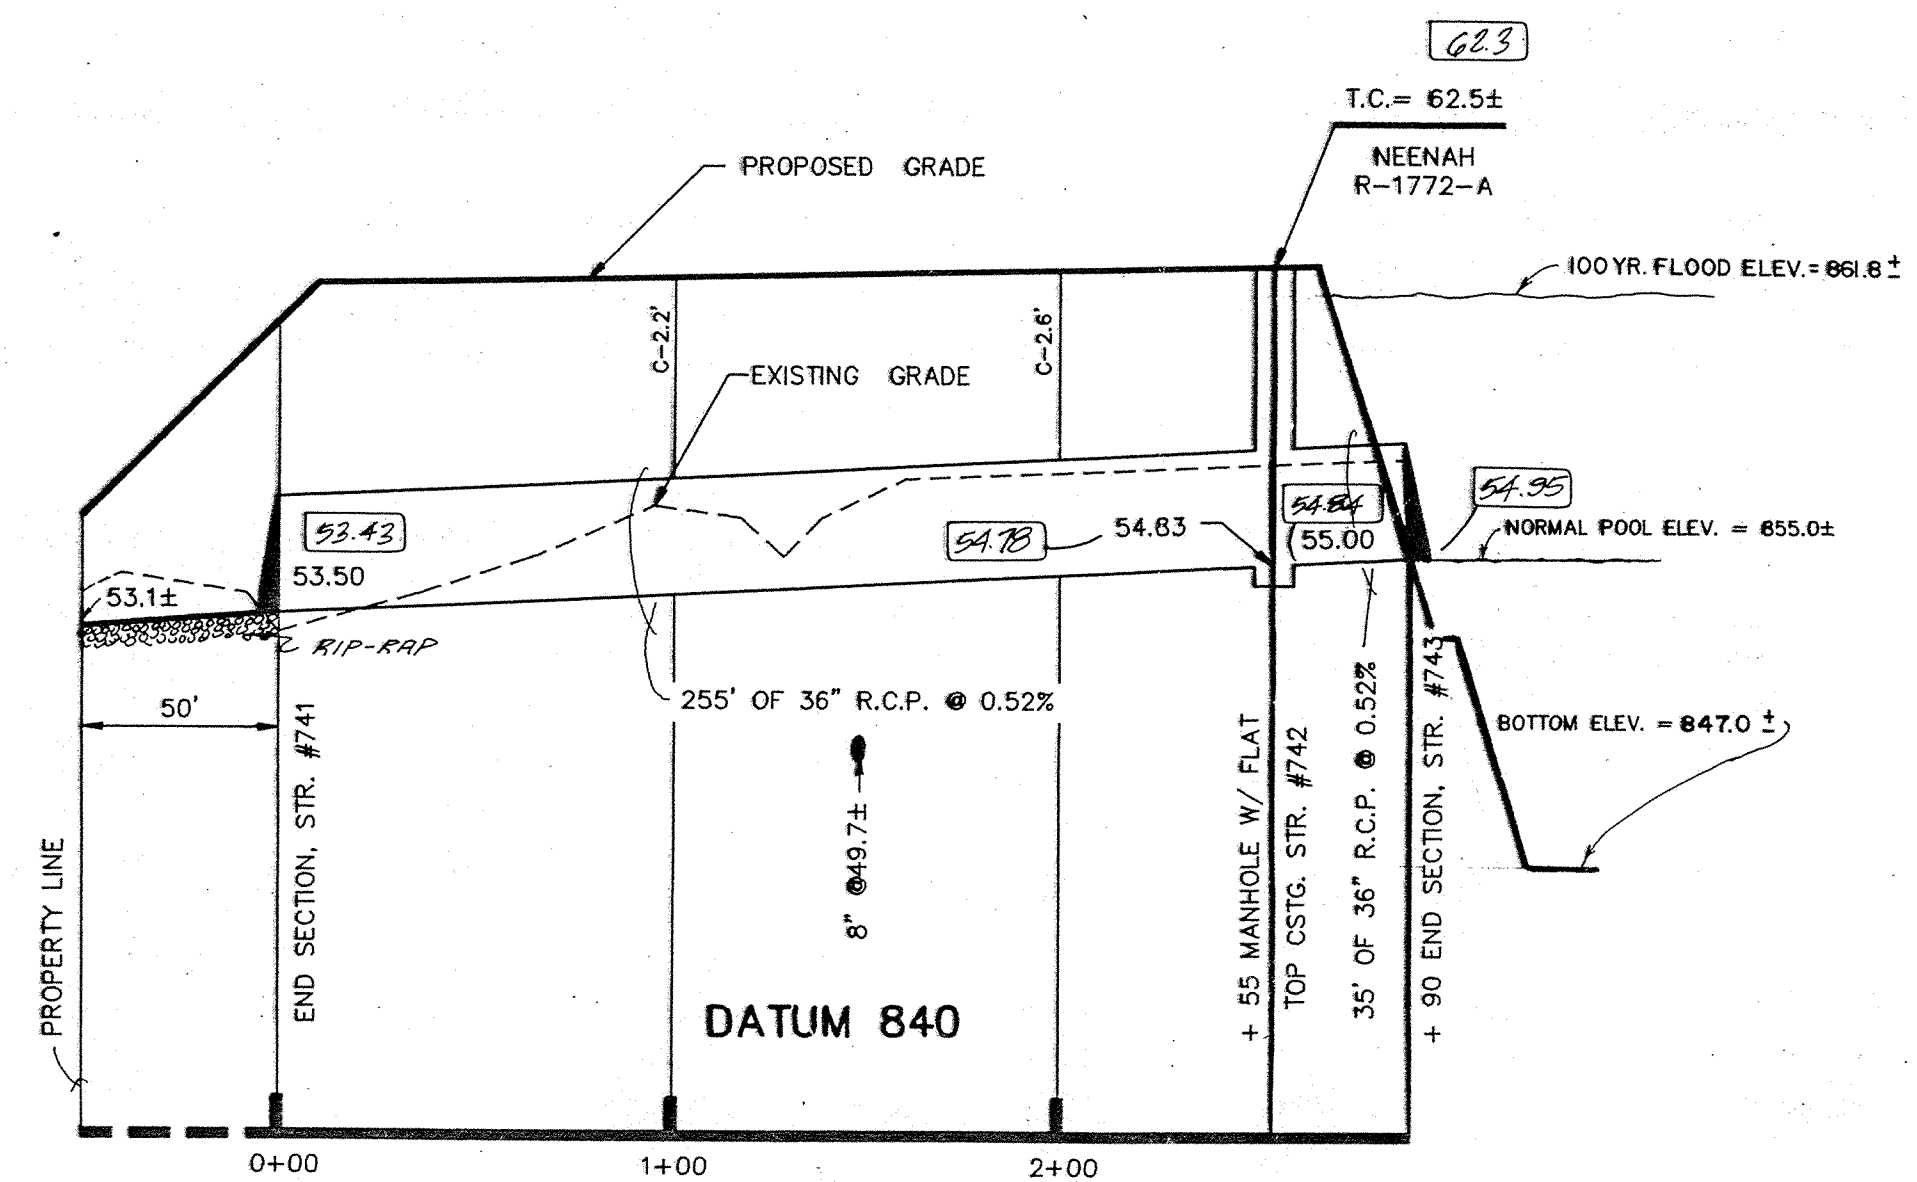 62.3
T.C.= 62.5±
NEENAH
R-1772-A
PROPOSED GRADE
100 YR. FLOOD ELEV.= 861.8 ±
C-2.2'
C-2.6'
EXISTING GRADE
53.43
53.50
53.1±
RIP-RAP
54.78
54.83
54.84
55.00
54.95
NORMAL POOL ELEV. = 855.0±
50'
255' OF 36" R.C.P. @ 0.52%
8" @49.7±
BOTTOM ELEV. = 847.0 ±
PROPERTY LINE
END SECTION, STR. #741
+ 55 MANHOLE W/ FLAT
TOP CSTG. STR. #742
35' OF 36" R.C.P. @ 0.52%
+ 90 END SECTION, STR. #743
DATUM 840
0+00
1+00
2+00